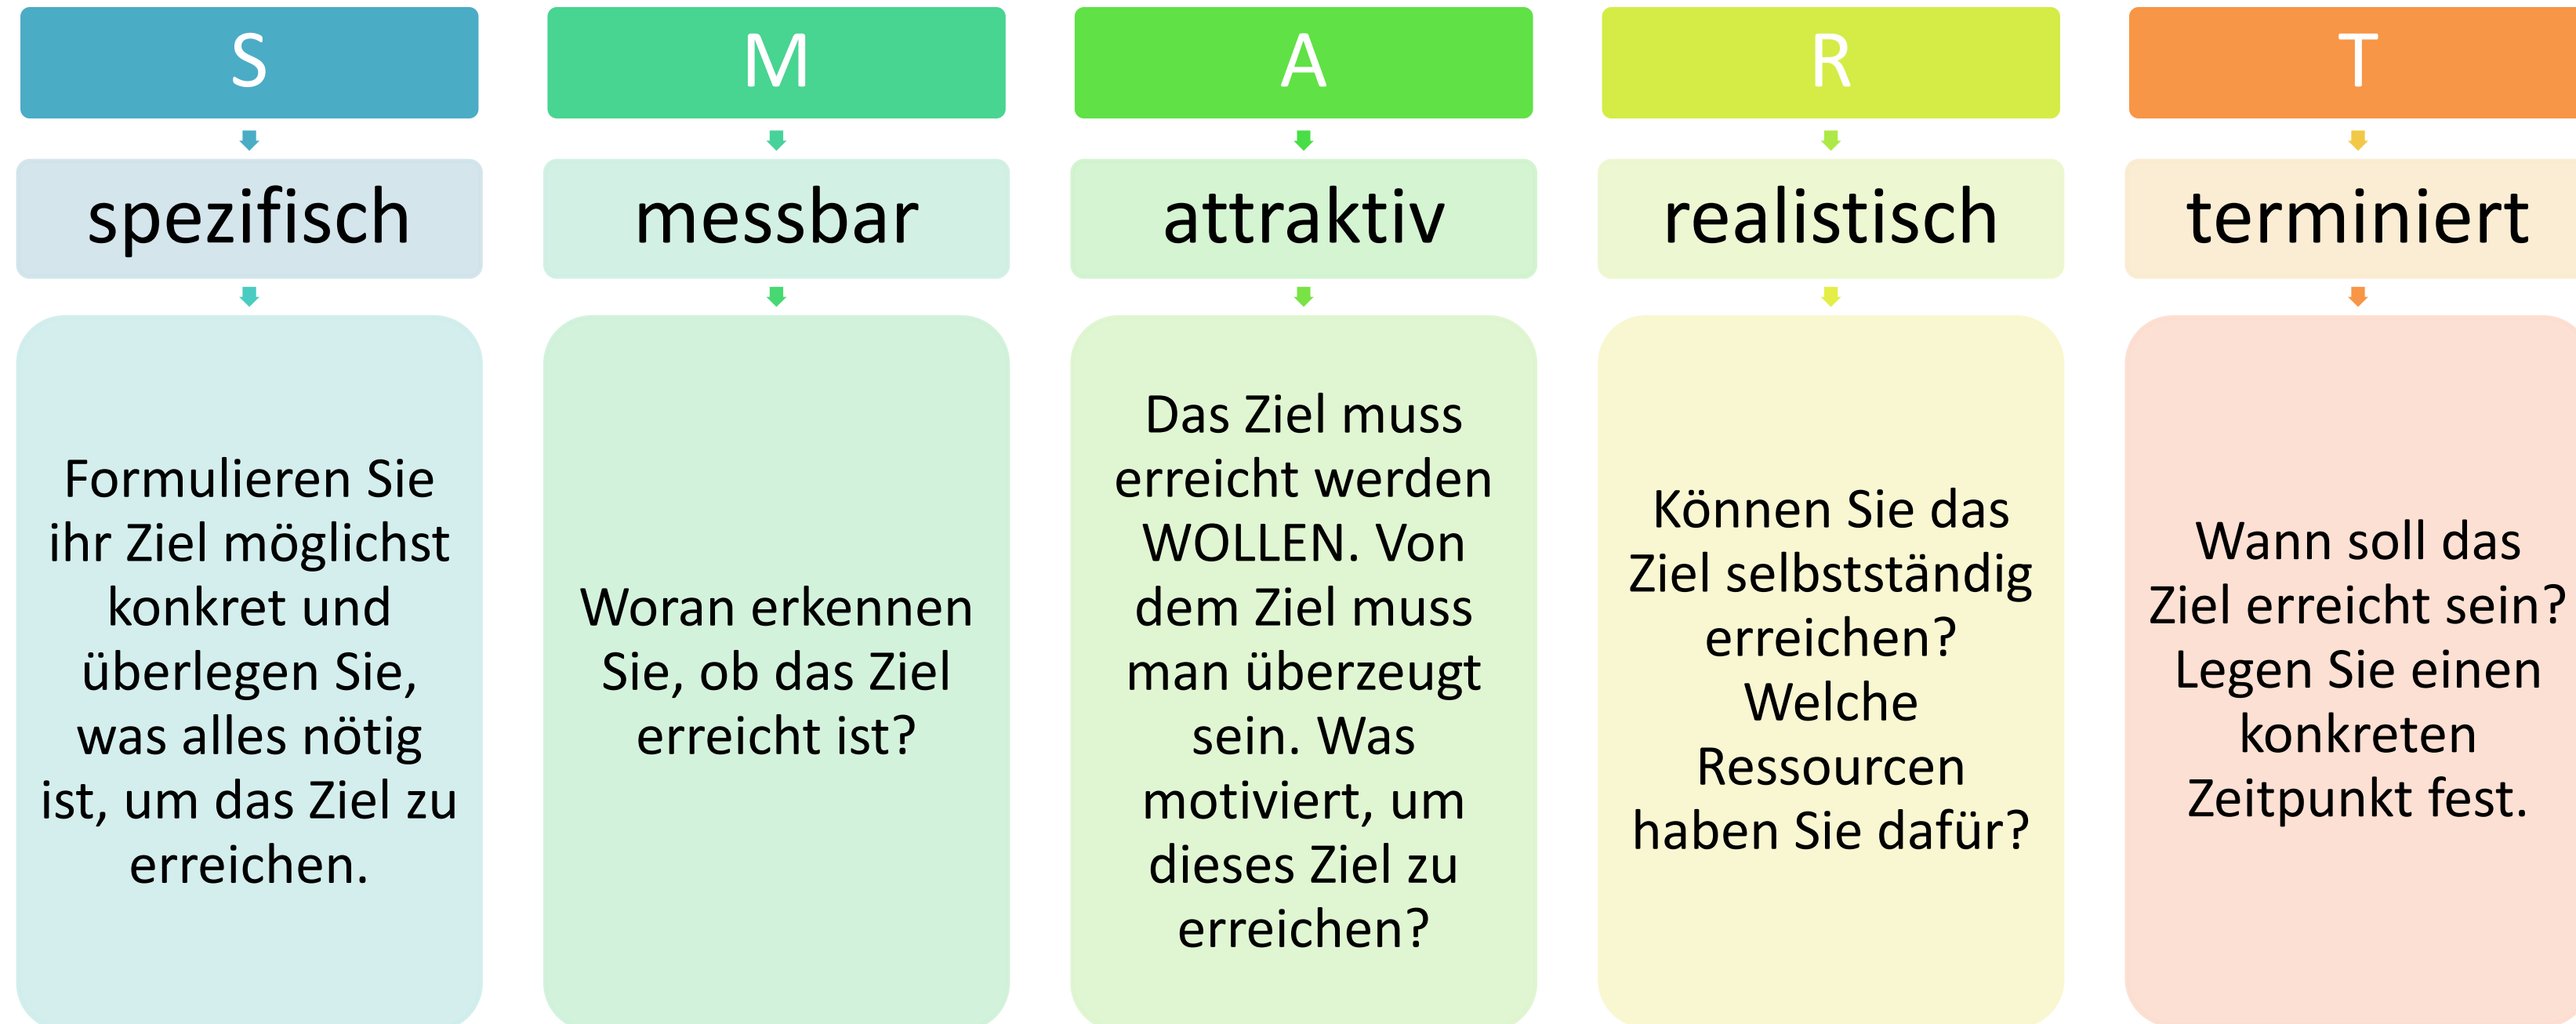 S
spezifisch
Formulieren Sie
ihr Ziel möglichst
konkret und
überlegen Sie,
was alles nötig
ist, um das Ziel zu
erreichen.
M
messbar
Woran erkennen
Sie, ob das Ziel
erreicht ist?
A
attraktiv
Das Ziel muss
erreicht werden
WOLLEN. Von
dem Ziel muss
man überzeugt
sein. Was
motiviert, um
dieses Ziel zu
erreichen?
R
realistisch
Können Sie das
Ziel selbstständig
erreichen?
Welche
Ressourcen
haben Sie dafür?
T
terminiert
Wann soll das
Ziel erreicht sein?
Legen Sie einen
konkreten
Zeitpunkt fest.